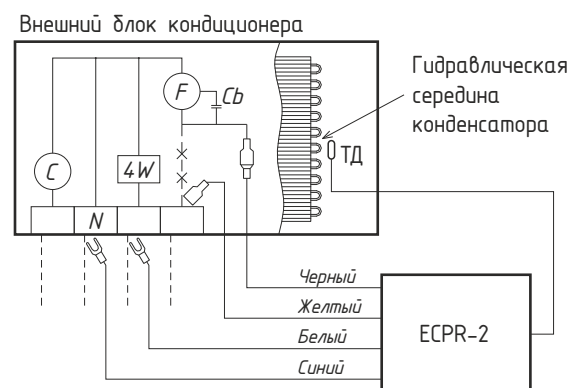 Внешний блок кондиционера
F
Cb
Гидравлическая
середина
конденсатора
C
4W
ТД
N
Черный
Желтый
Белый
Синий
ECPR-2